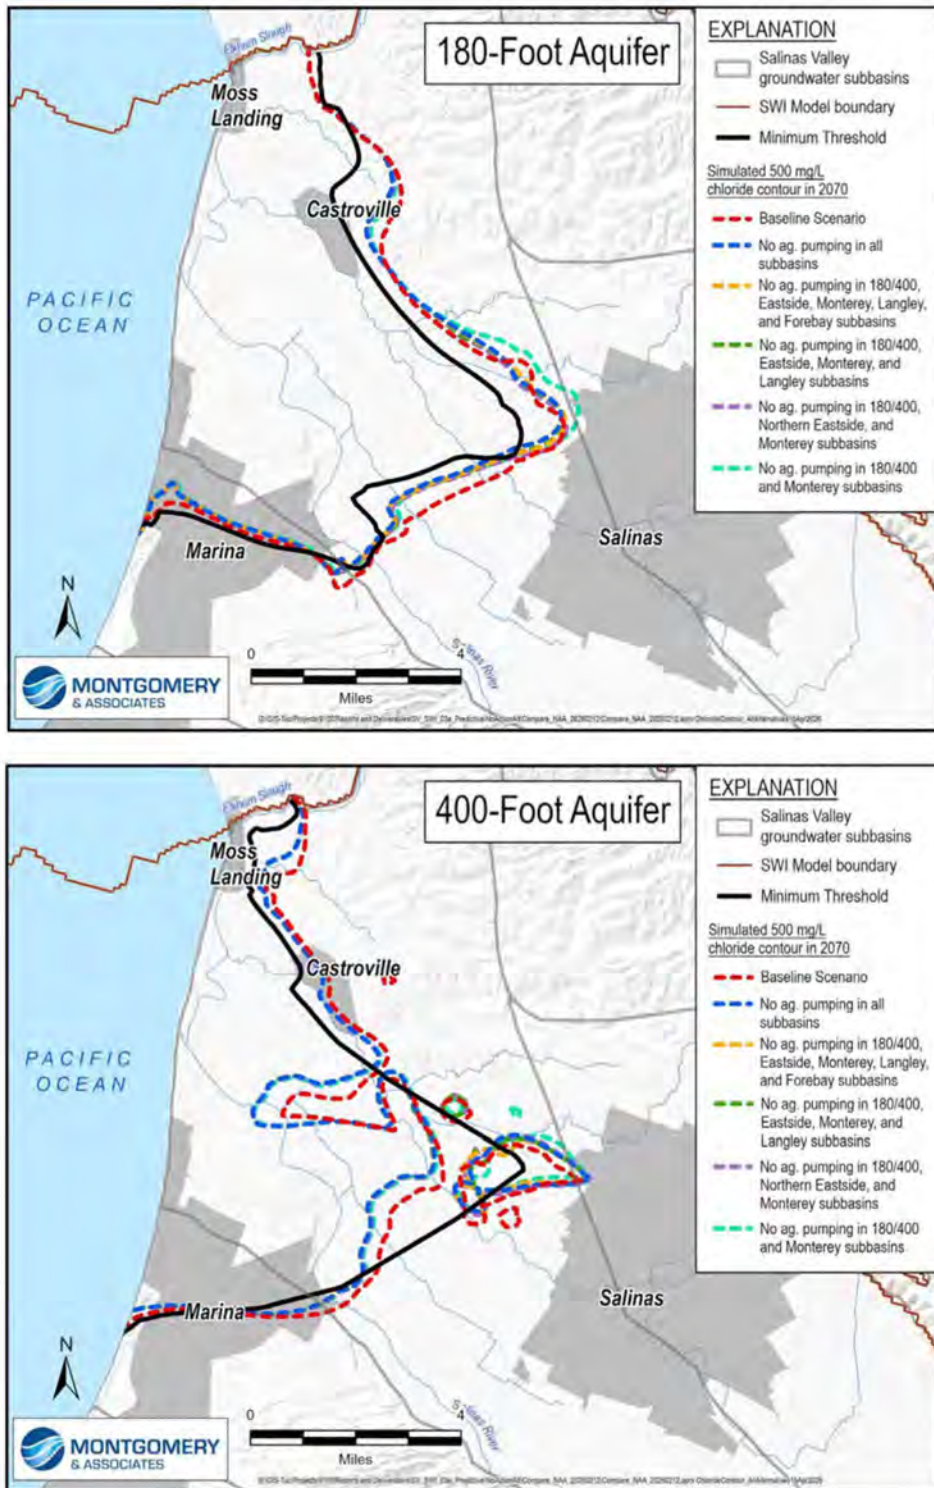 Elkhorn Slough
180-Foot Aquifer
Moss
Landing
Castroville
PACIFIC
OCEAN
Marina
Salinas
N
0
4
Miles
Salinas River
MONTGOMERY
& ASSOCIATES
EXPLANATION
Salinas Valley
groundwater subbasins
SWI Model boundary
Minimum Threshold
Simulated 500 mg/L
chloride contour in 2070
Baseline Scenario
No ag. pumping in all
subbasins
No ag. pumping in 180/400,
Eastside, Monterey, Langley,
and Forebay subbasins
No ag. pumping in 180/400,
Eastside, Monterey, and
Langley subbasins
No ag. pumping in 180/400,
Northern Eastside, and
Monterey subbasins
No ag. pumping in 180/400
and Monterey subbasins
Elkhorn Slough
400-Foot Aquifer
Moss
Landing
Castroville
PACIFIC
OCEAN
Marina
Salinas
N
0
4
Miles
Salinas River
MONTGOMERY
& ASSOCIATES
EXPLANATION
Salinas Valley
groundwater subbasins
SWI Model boundary
Minimum Threshold
Simulated 500 mg/L
chloride contour in 2070
Baseline Scenario
No ag. pumping in all
subbasins
No ag. pumping in 180/400,
Eastside, Monterey, Langley,
and Forebay subbasins
No ag. pumping in 180/400,
Eastside, Monterey, and
Langley subbasins
No ag. pumping in 180/400,
Northern Eastside, and
Monterey subbasins
No ag. pumping in 180/400
and Monterey subbasins